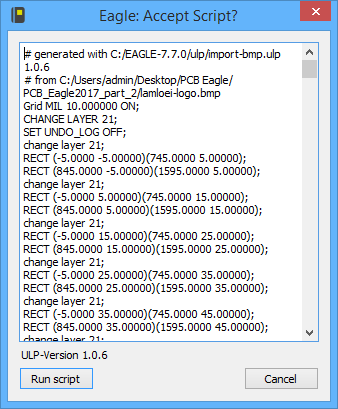 Eagle: Accept Script?
# generated with C:/EAGLE-7.7.0/ulp/import-bmp.ulp
1.0.6
# from C:/Users/admin/Desktop/PCB Eagle/
PCB_Eagle2017_part_2/lamloei-logo.bmp
Grid MIL 10.000000 ON;
CHANGE LAYER 21;
SET UNDO_LOG OFF;
change layer 21;
RECT (-5.0000 -5.00000)(745.0000 5.00000);
RECT (845.0000 -5.0000)(1595.0000 5.00000);
change layer 21;
RECT (-5.0000 5.00000)(745.0000 15.00000);
RECT (845.0000 5.00000)(1595.0000 15.00000);
change layer 21;
RECT (-5.0000 15.00000)(745.0000 25.00000);
RECT (845.0000 15.00000)(1595.0000 25.00000);
change layer 21;
RECT (-5.0000 25.00000)(745.0000 35.00000);
RECT (845.0000 25.00000)(1595.0000 35.00000);
change layer 21;
RECT (-5.0000 35.00000)(745.0000 45.00000);
RECT (845.0000 35.00000)(1595.0000 45.00000);
change layer 21;
ULP-Version 1.0.6
Run script
Cancel